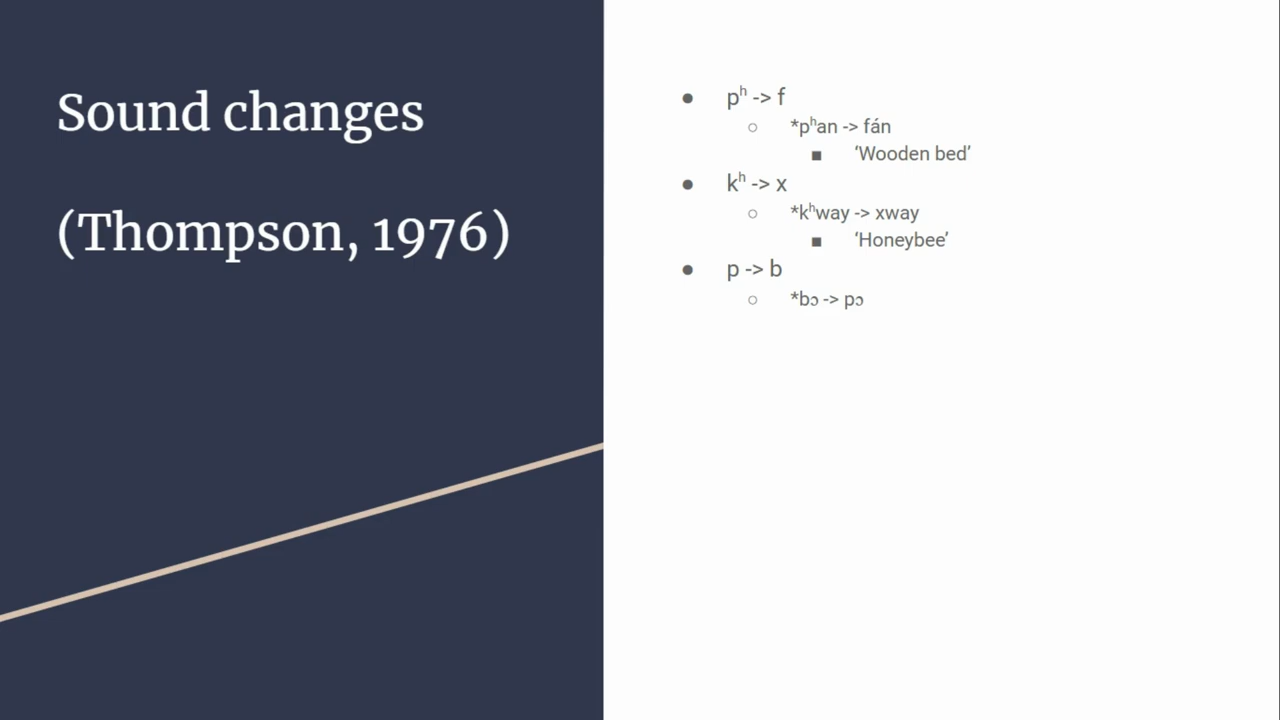 Sound changes
(Thompson, 1976)
● pʰ -> f
○ *pʰan -> fán
■ ‘Wooden bed’
● kʰ -> x
○ *kʰway -> xway
■ ‘Honeybee’
● p -> b
○ *bɔ -> pɔ